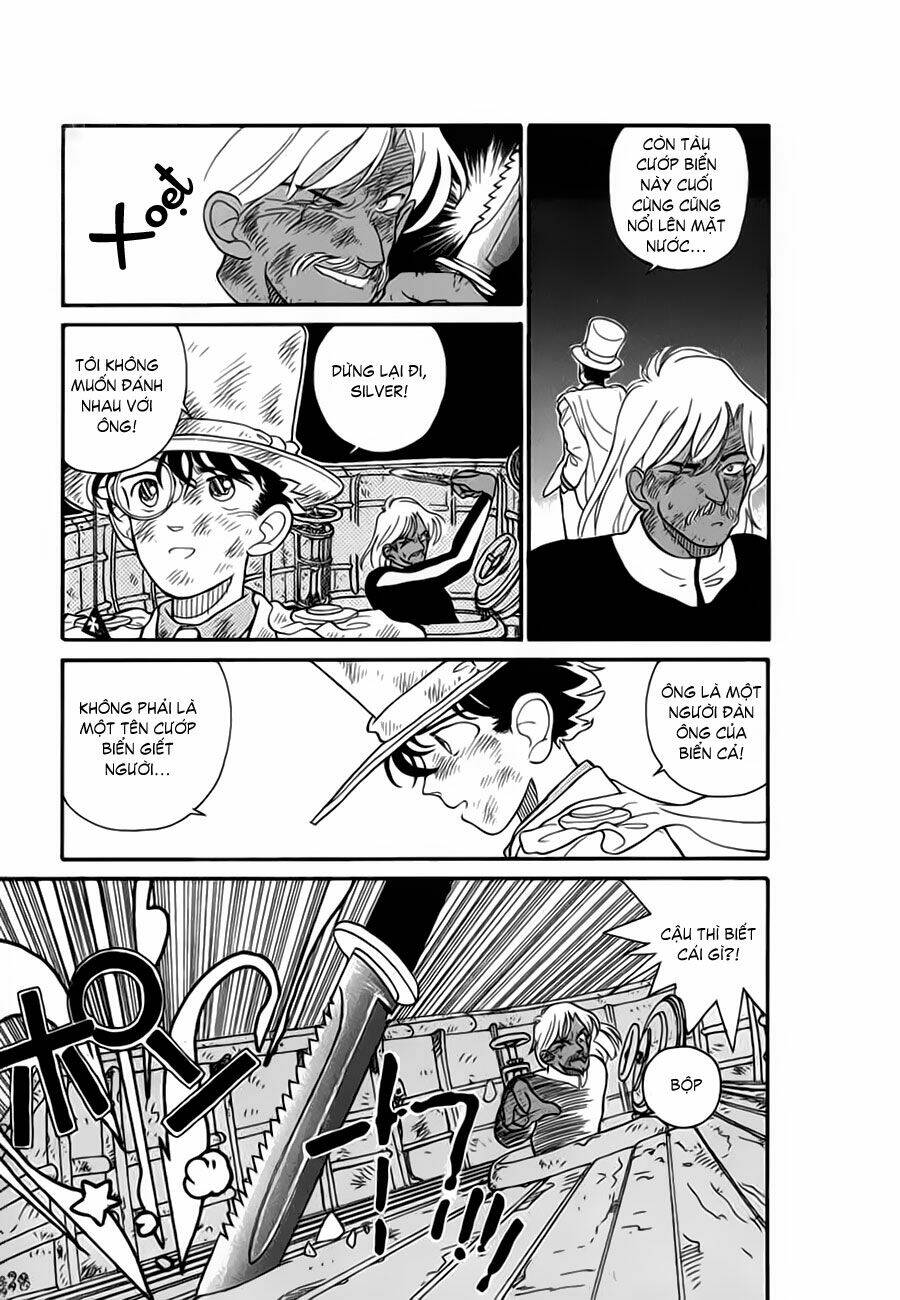 CÒN TÀU
CƯỚP BIỂN
NÀY CUỐI
CÙNG CŨNG
NỔI LÊN MẶT
NƯỚC...
Xoẹt
DỪNG LẠI ĐI,
SILVER!
TÔI KHÔNG
MUỐN ĐÁNH
NHAU VỚI
ÔNG!
ÔNG LÀ MỘT
NGƯỜI ĐÀN
ÔNG CỦA
BIỂN CẢ!
KHÔNG PHẢI LÀ
MỘT TÊN CƯỚP
BIỂN GIẾT
NGƯỜI...
CẬU THÌ BIẾT
CÁI GÌ?!
BỘP
ポン